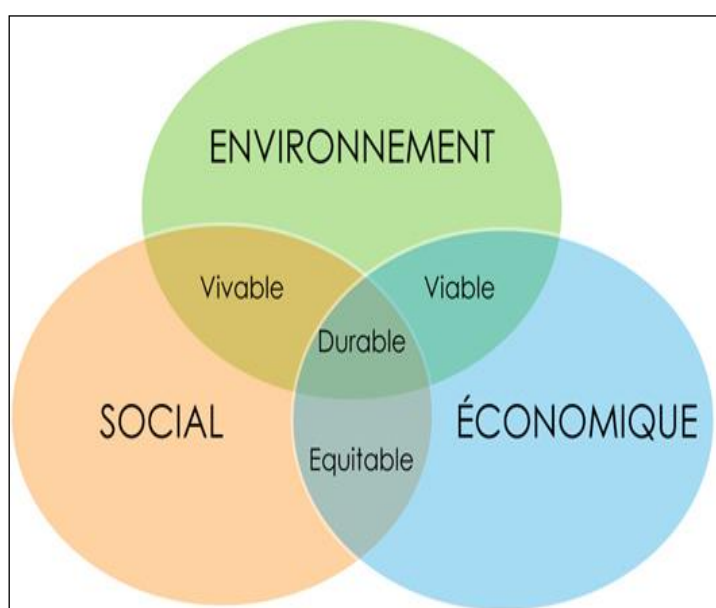 ENVIRONNEMENT
Vivable
Viable
Durable
SOCIAL
ÉCONOMIQUE
Equitable